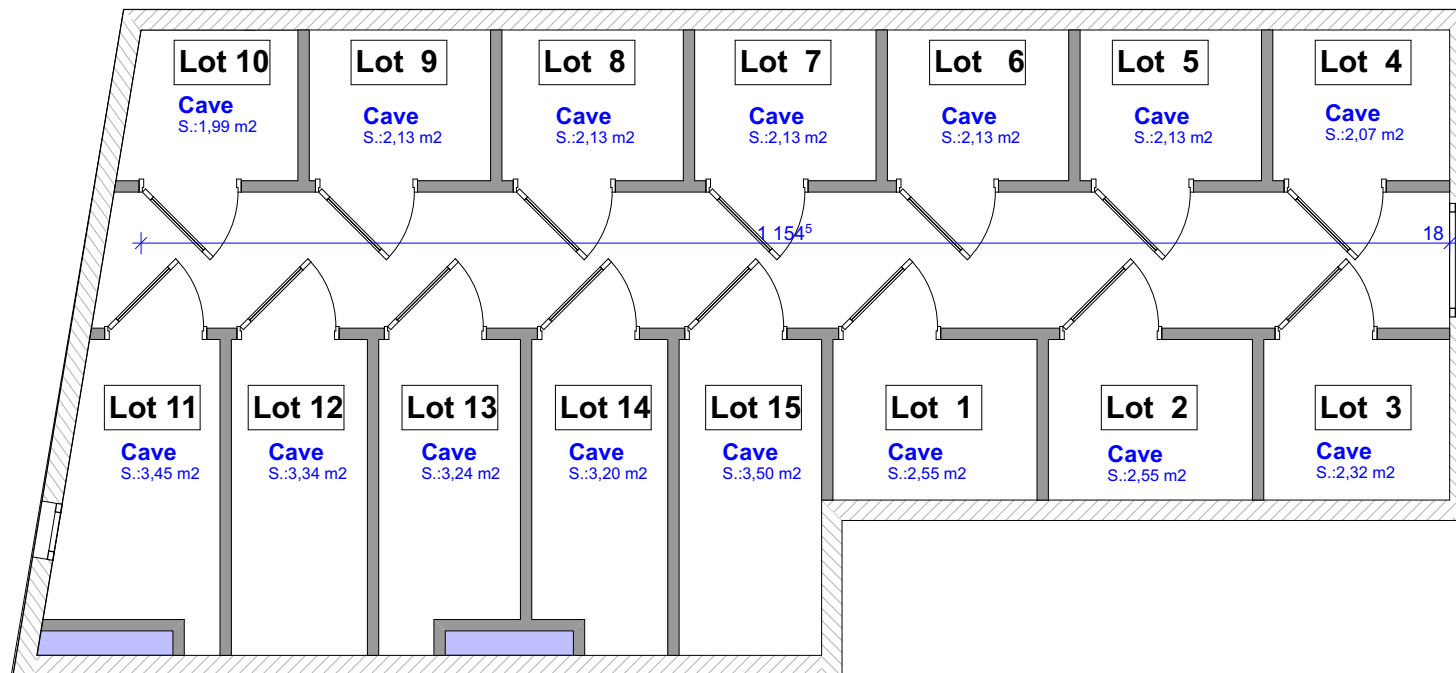 Lot 10
Cave
S.:1,99 m2
Lot 9
Cave
S.:2,13 m2
Lot 8
Cave
S.:2,13 m2
Lot 7
Cave
S.:2,13 m2
Lot 6
Cave
S.:2,13 m2
Lot 5
Cave
S.:2,13 m2
Lot 4
Cave
S.:2,07 m2
1 154⁵
18
Lot 11
Cave
S.:3,45 m2
Lot 12
Cave
S.:3,34 m2
Lot 13
Cave
S.:3,24 m2
Lot 14
Cave
S.:3,20 m2
Lot 15
Cave
S.:3,50 m2
Lot 1
Cave
S.:2,55 m2
Lot 2
Cave
S.:2,55 m2
Lot 3
Cave
S.:2,32 m2